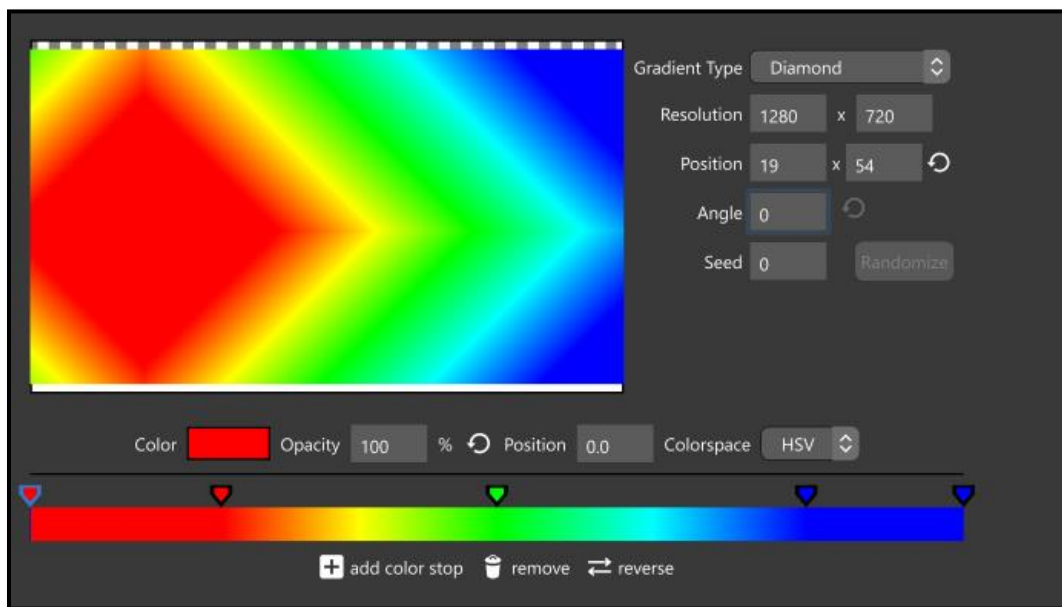 Gradient Type Diamond
Resolution 1280 x 720
Position 19 x 54
Angle 0
Seed 0 Randomize
Color Opacity 100 % Position 0.0 Colorspace HSV
add color stop remove reverse